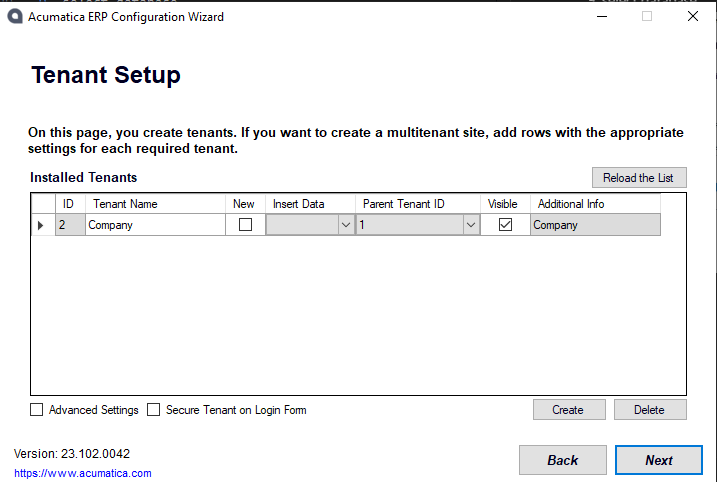 Acumatica ERP Configuration Wizard
Tenant Setup
On this page, you create tenants. If you want to create a multitenant site, add rows with the appropriate
settings for each required tenant.
Installed Tenants
Reload the List
ID Tenant Name New Insert Data Parent Tenant ID Visible Additional Info
2 Company 1 Company
Advanced Settings Secure Tenant on Login Form Create Delete
Version: 23.102.0042
https://www.acumatica.com
Back Next